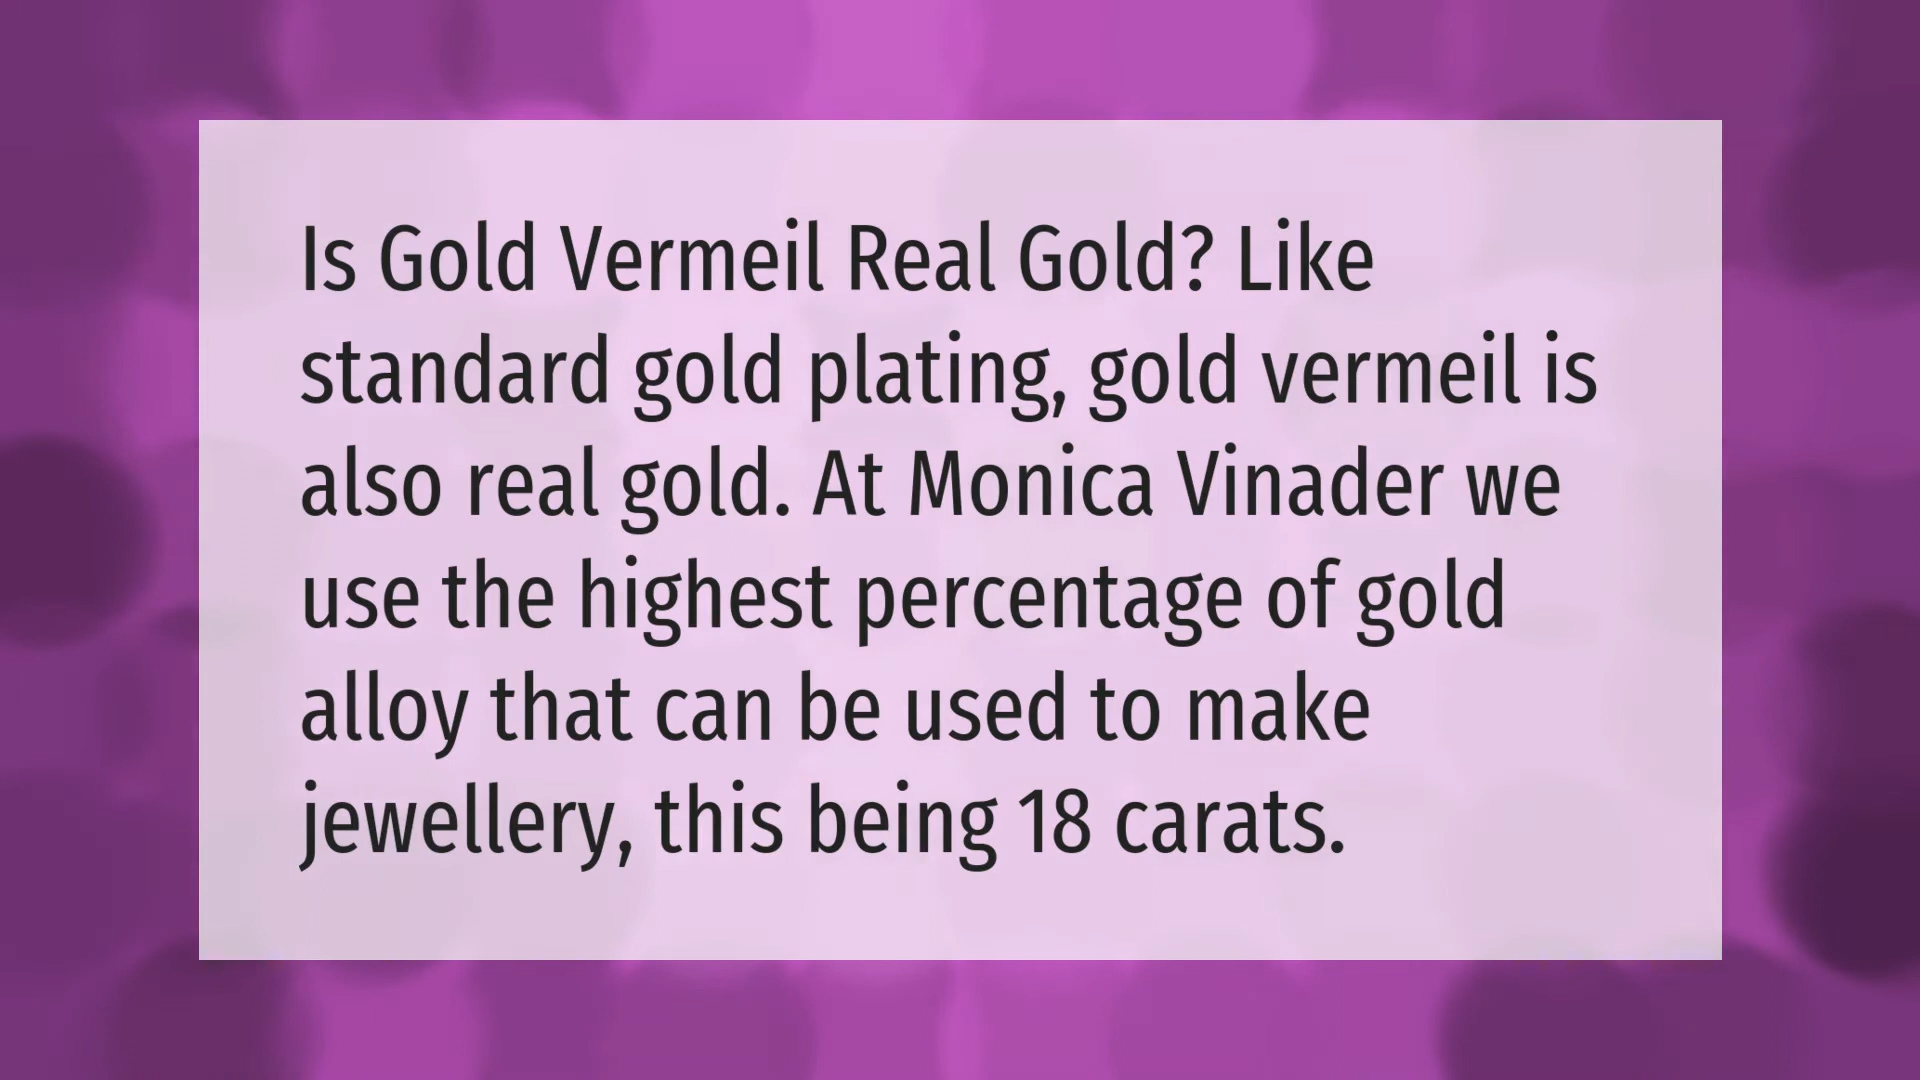 Is Gold Vermeil Real Gold? Like
standard gold plating, gold vermeil is
also real gold. At Monica Vinader we
use the highest percentage of gold
alloy that can be used to make
jewellery, this being 18 carats.